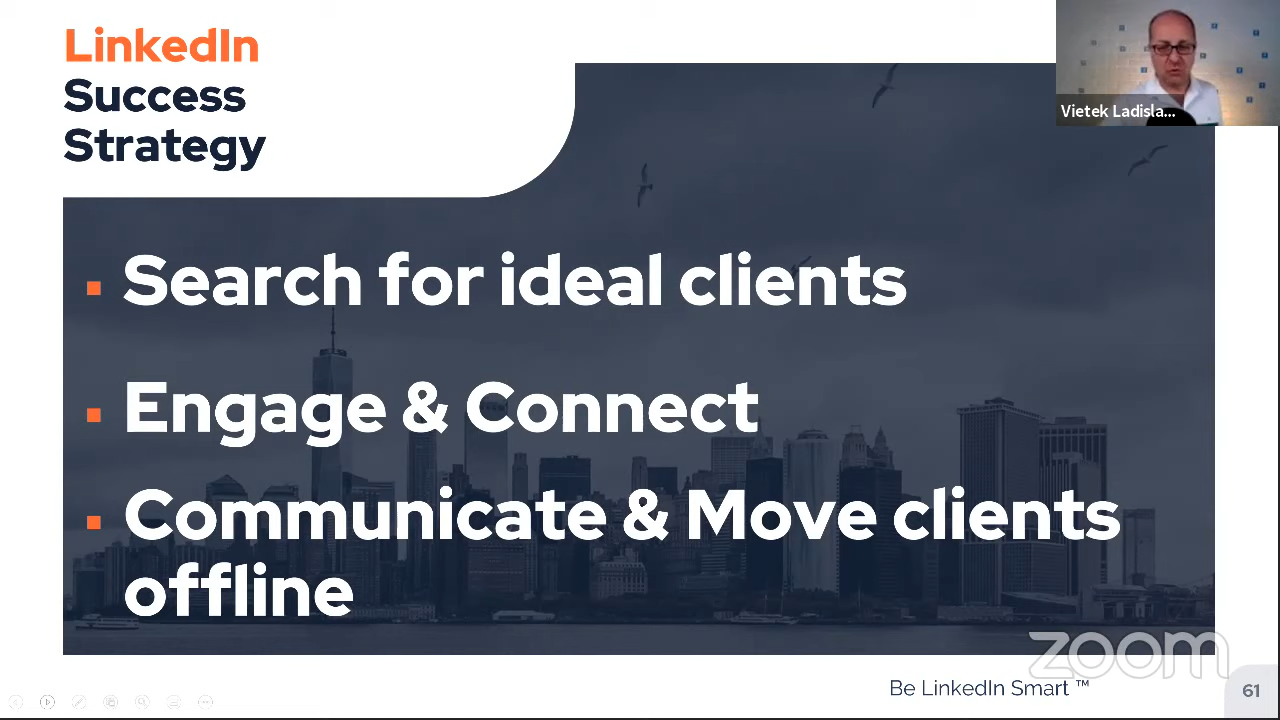 LinkedIn
Success
Strategy
Vietek Ladisla...
Search for ideal clients
Engage & Connect
Communicate & Move clients
offline
zoom
Be LinkedIn Smart ™
61